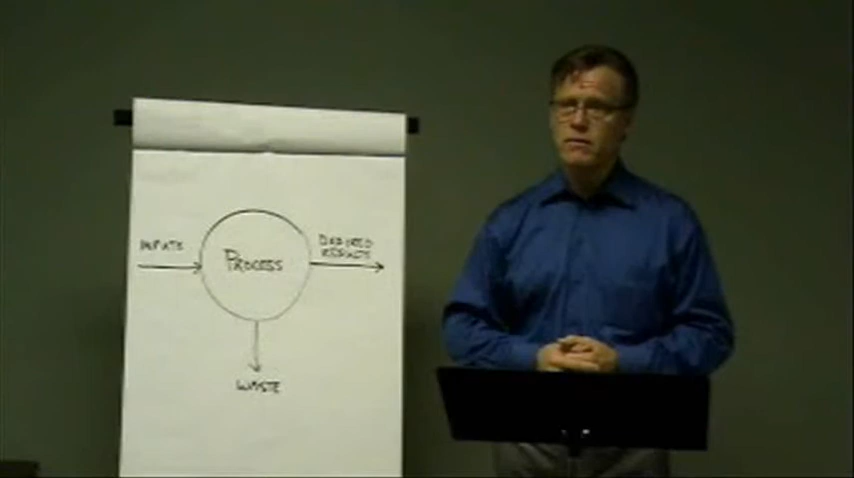 INPUTS
PROCESS
DESIRED
RESULTS
WASTE